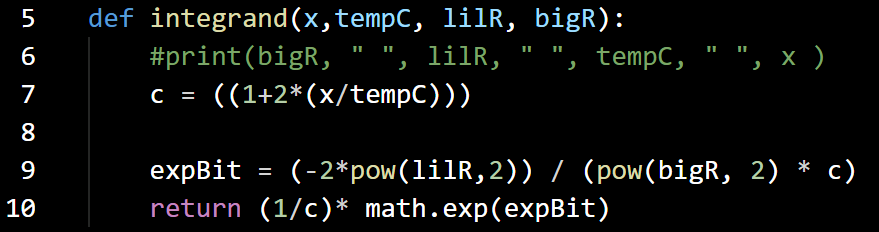 5 def integrand(x,tempC, lilR, bigR):
6 #print(bigR, " ", lilR, " ", tempC, " ", x )
7 c = ((1+2*(x/tempC)))
8
9 expBit = (-2*pow(lilR,2)) / (pow(bigR, 2) * c)
10 return (1/c)* math.exp(expBit)